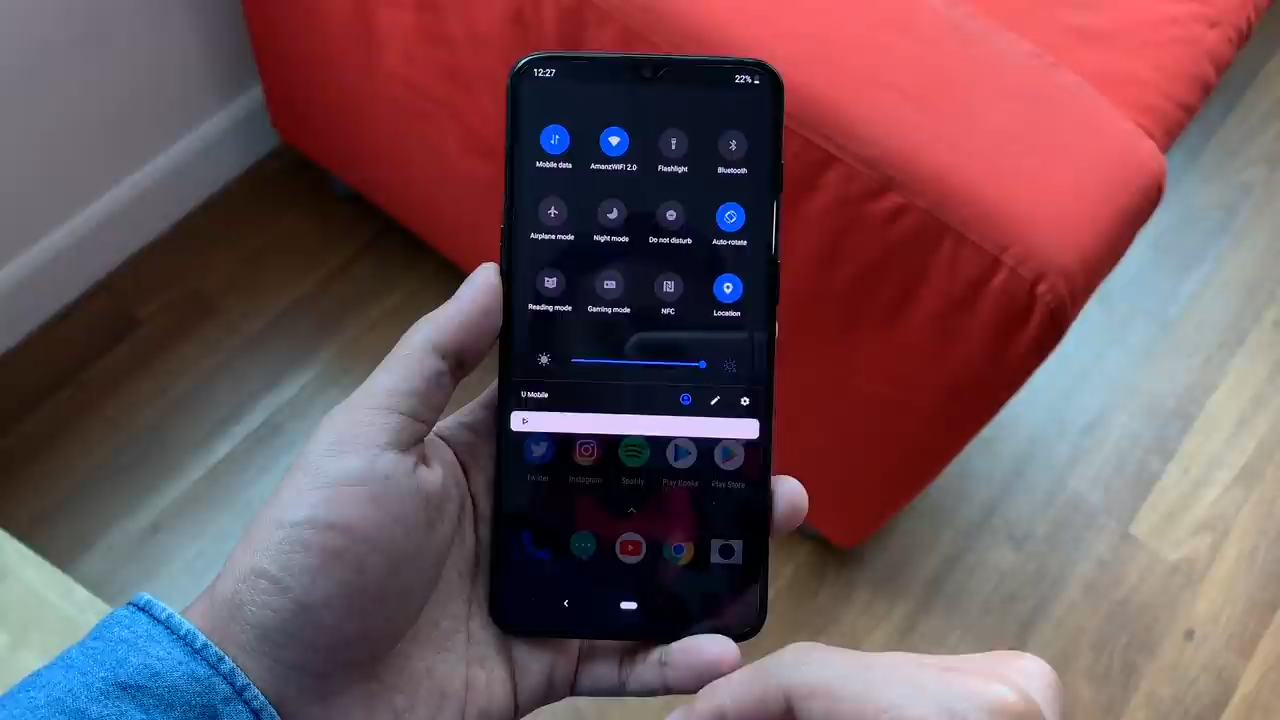 12:27 22%
Mobile data AmanzWiFi 2.0 Flashlight Bluetooth
Airplane mode Night mode Do not disturb Auto-rotate
Reading mode Gaming mode NFC Location
U Mobile
Twitter Instagram Spotify Play Books Play Store